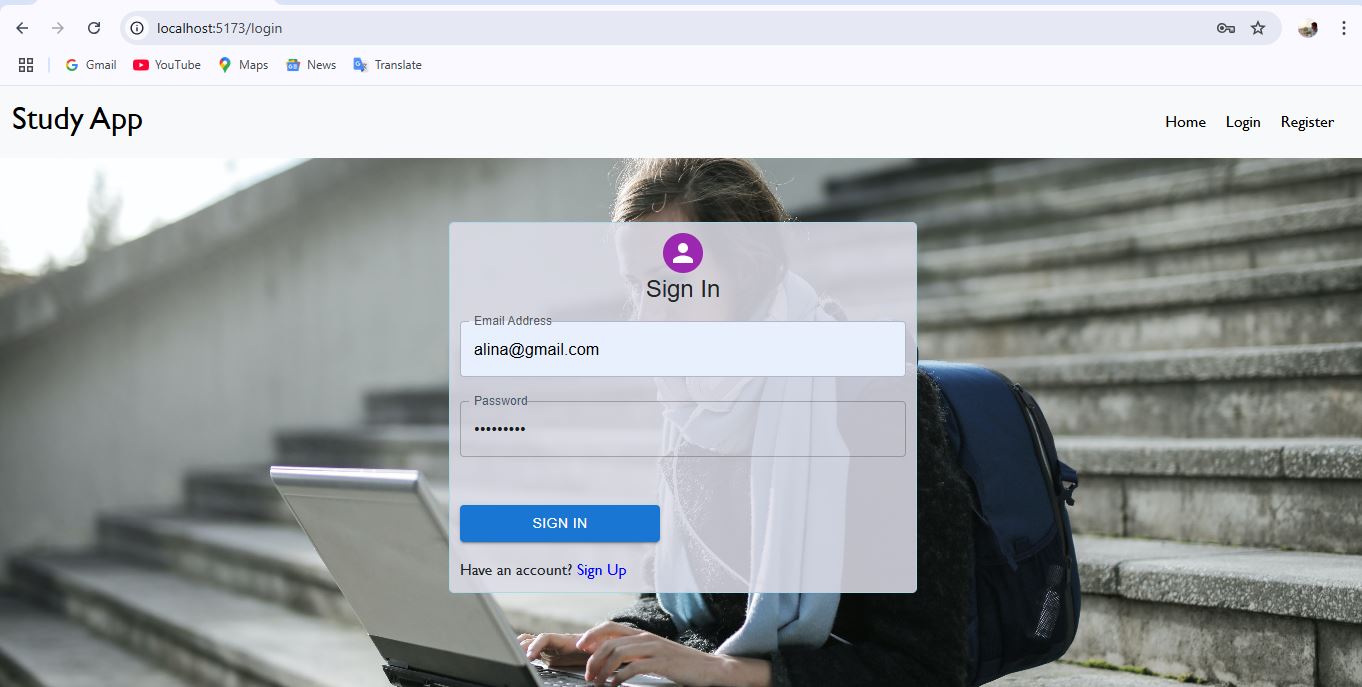 localhost:5173/login
Gmail YouTube Maps News Translate
Study App
Home Login Register
Sign In
Email Address
alina@gmail.com
Password
•••••••••
SIGN IN
Have an account? Sign Up